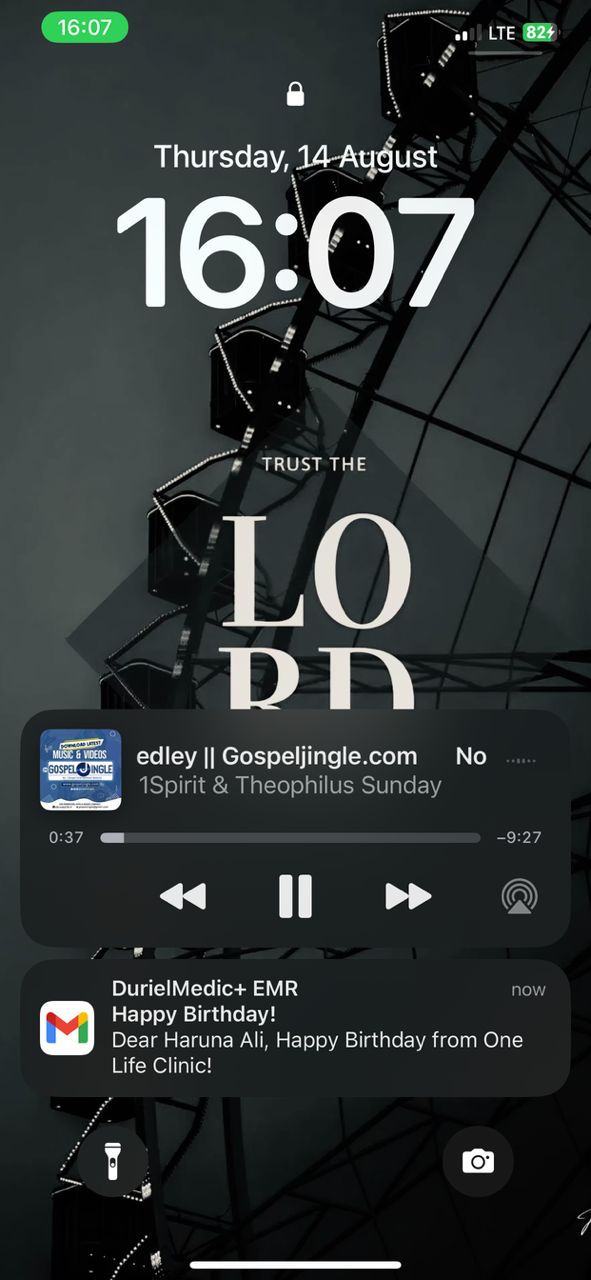 16:07
LTE 82
Thursday, 14 August
16:07
TRUST THE
LO
RD
DOWNLOAD LATEST
MUSIC & VIDEOS
GOSPELJINGLE
edley || Gospeljingle.com No
1Spirit & Theophilus Sunday
0:37 −9:27
DurielMedic+ EMR now
Happy Birthday!
Dear Haruna Ali, Happy Birthday from One
Life Clinic!